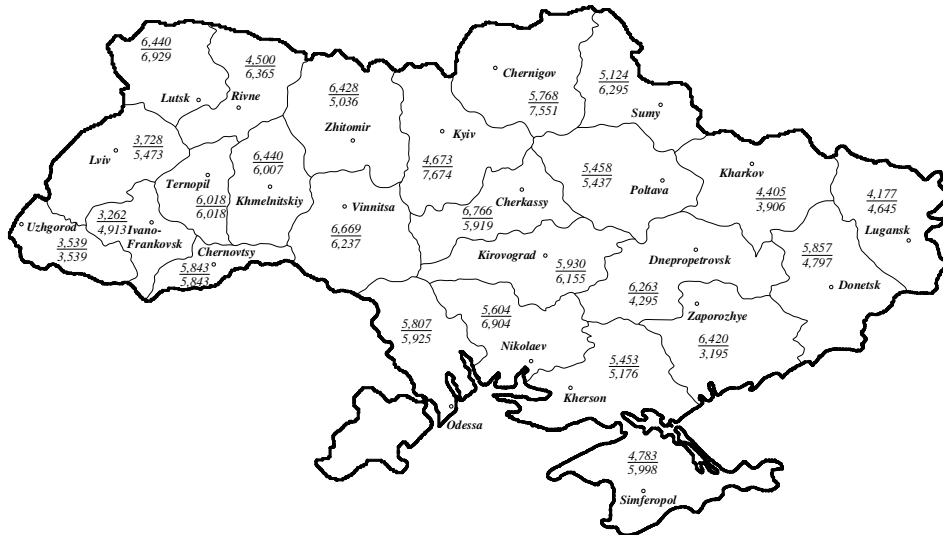 6,440
6,929
Lutsk
4,500
6,365
Rivne
6,428
5,036
Zhitomir
Chernigov
5,768
7,551
5,124
6,295
Sumy
3,728
5,473
Lviv
Ternopil
6,018
6,018
6,440
6,007
Khmelnitskiy
Kyiv
4,673
7,674
Vinnitsa
6,669
6,237
6,766
5,919
Cherkassy
5,458
5,437
Poltava
Kharkov
4,405
3,906
4,177
4,645
Lugansk
Uzhgorod
3,539
3,539
3,262
4,913
Ivano-
Frankovsk
Chernovtsy
5,843
5,843
Kirovograd
5,930
6,155
Dnepropetrovsk
6,263
4,295
5,857
4,797
Donetsk
5,807
5,925
Odessa
5,604
6,904
Nikolaev
Zaporozhye
6,420
3,195
5,453
5,176
Kherson
4,783
5,998
Simferopol